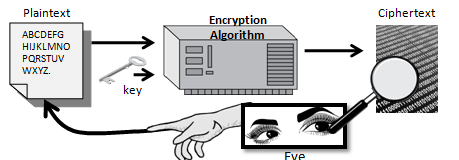 Plaintext
Encryption
Algorithm
Ciphertext
ABCDEFG
HIJKLMNO
PQRSTUV
WXYZ.
key
Eve